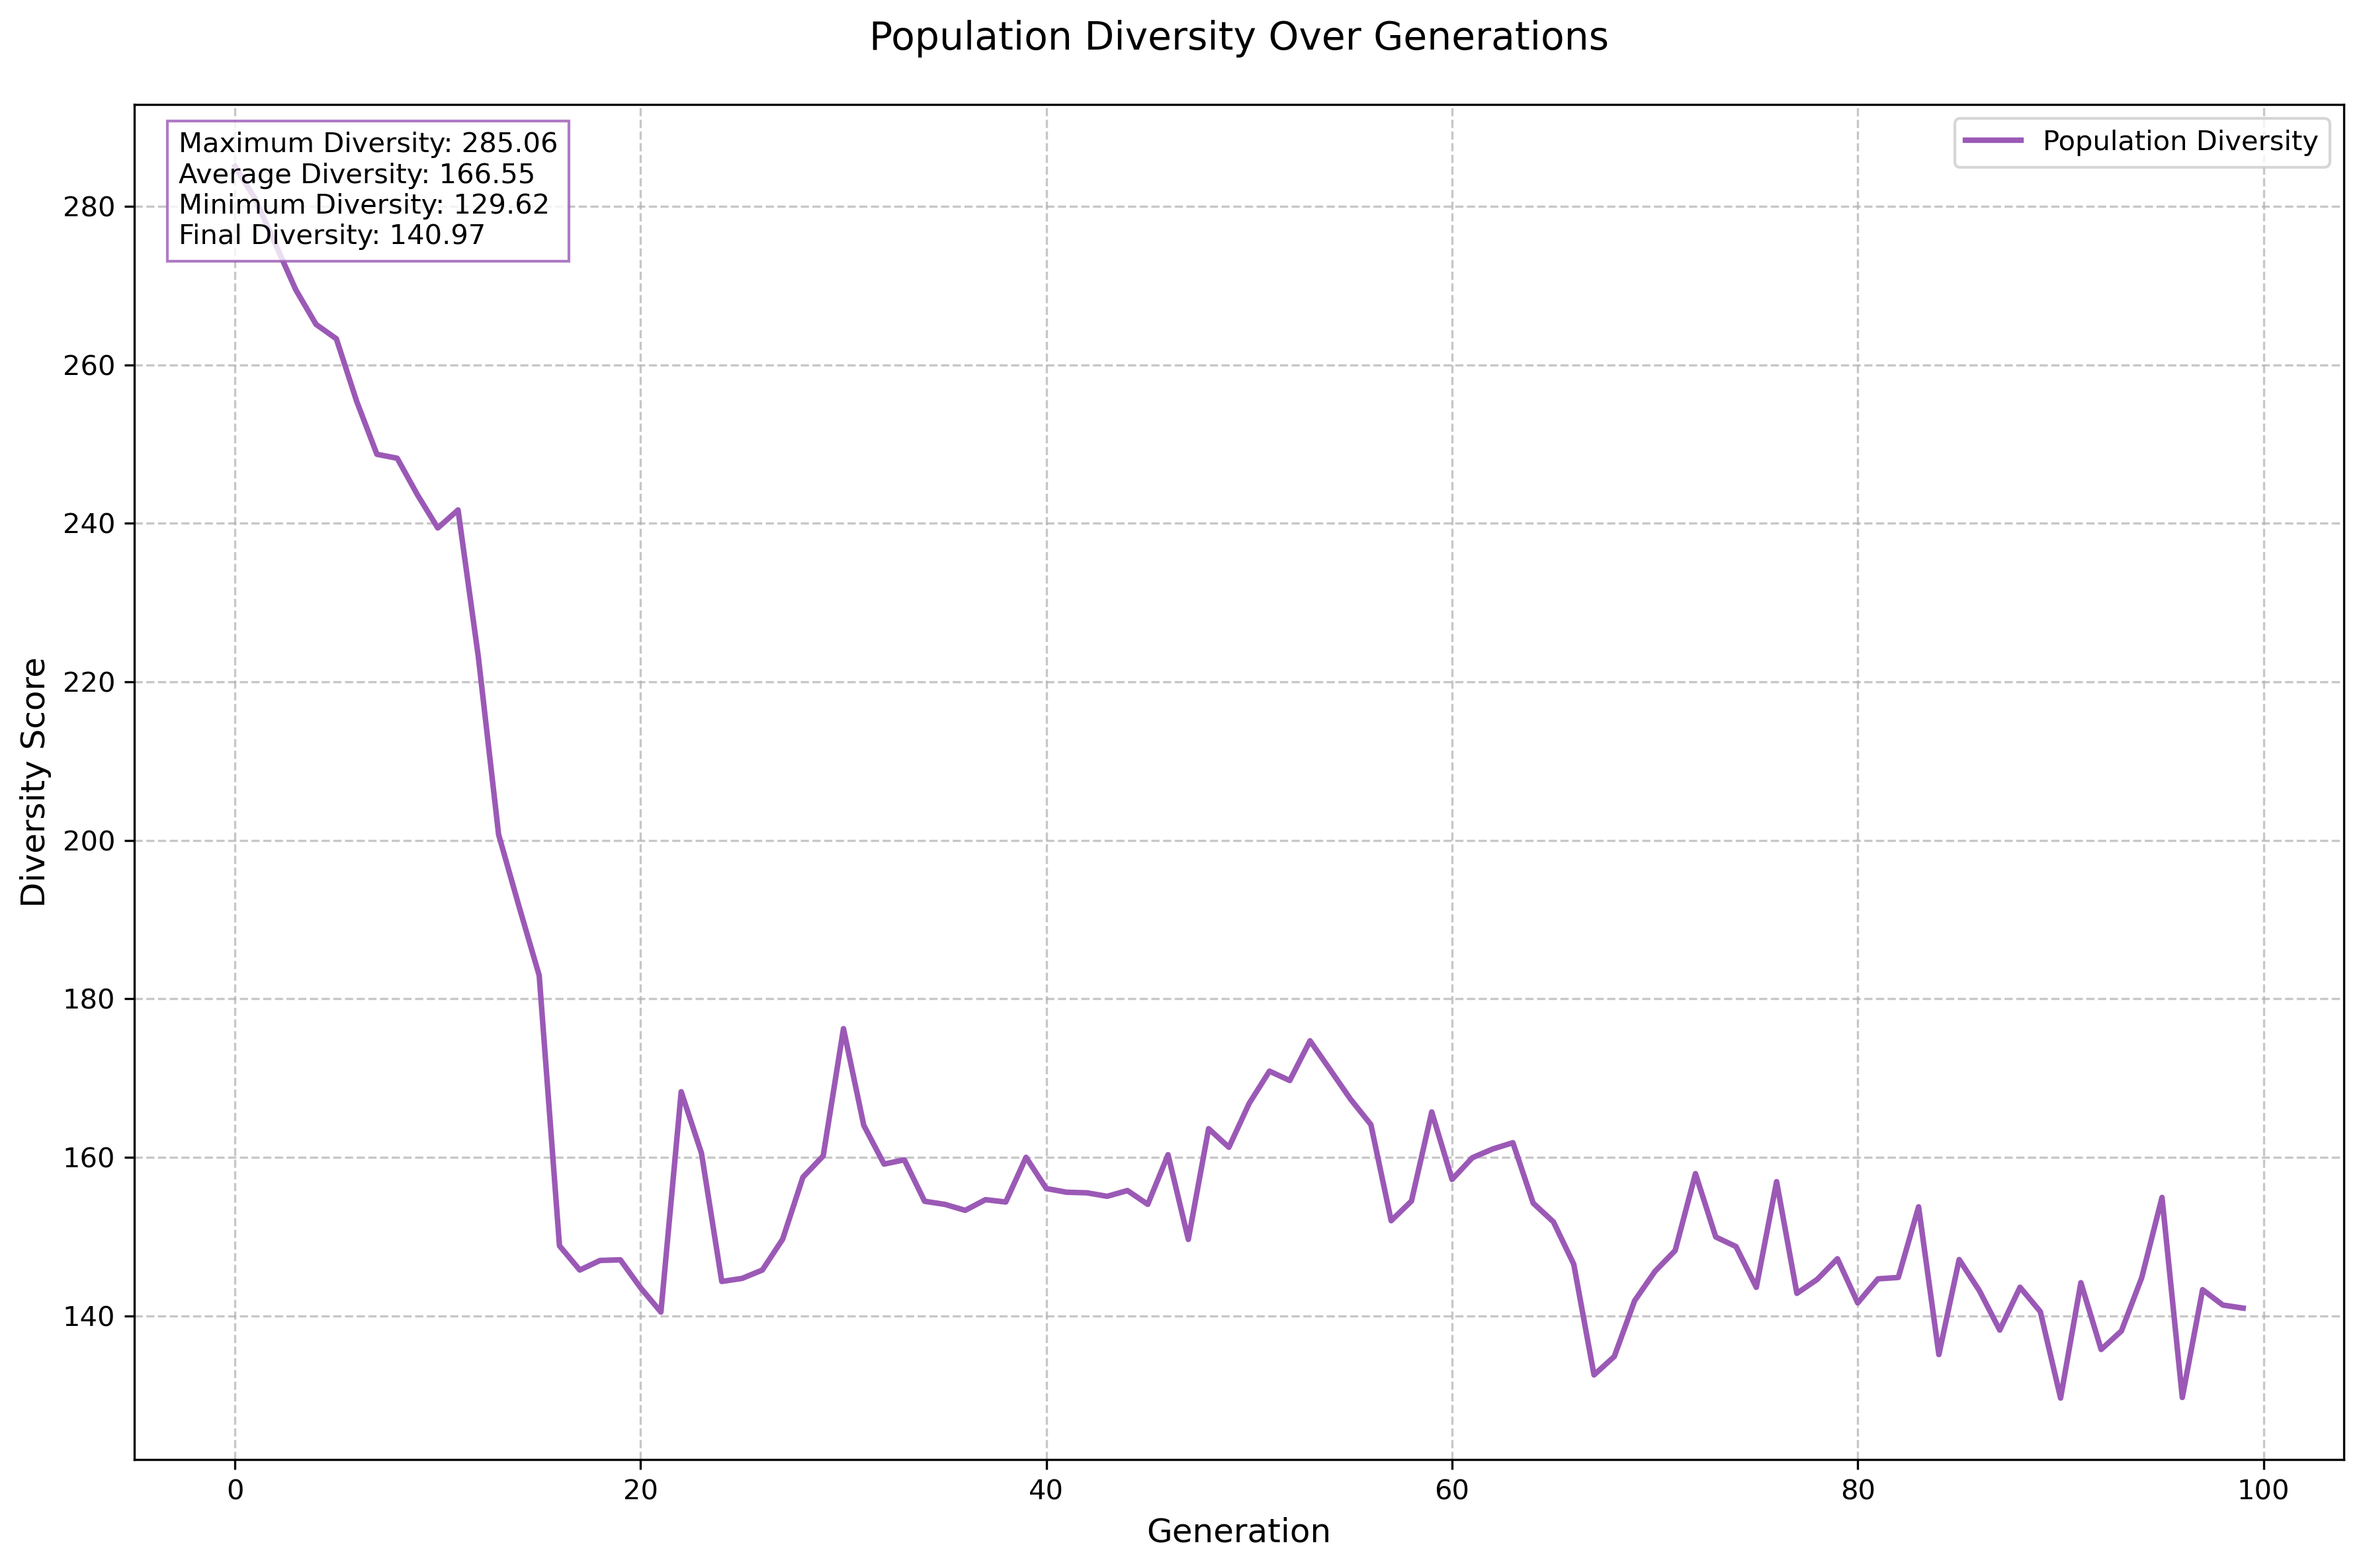 Population Diversity Over Generations
Maximum Diversity: 285.06
Average Diversity: 166.55
Minimum Diversity: 129.62
Final Diversity: 140.97
Population Diversity
Diversity Score
280
260
240
220
200
180
160
140
0
20
40
60
80
100
Generation